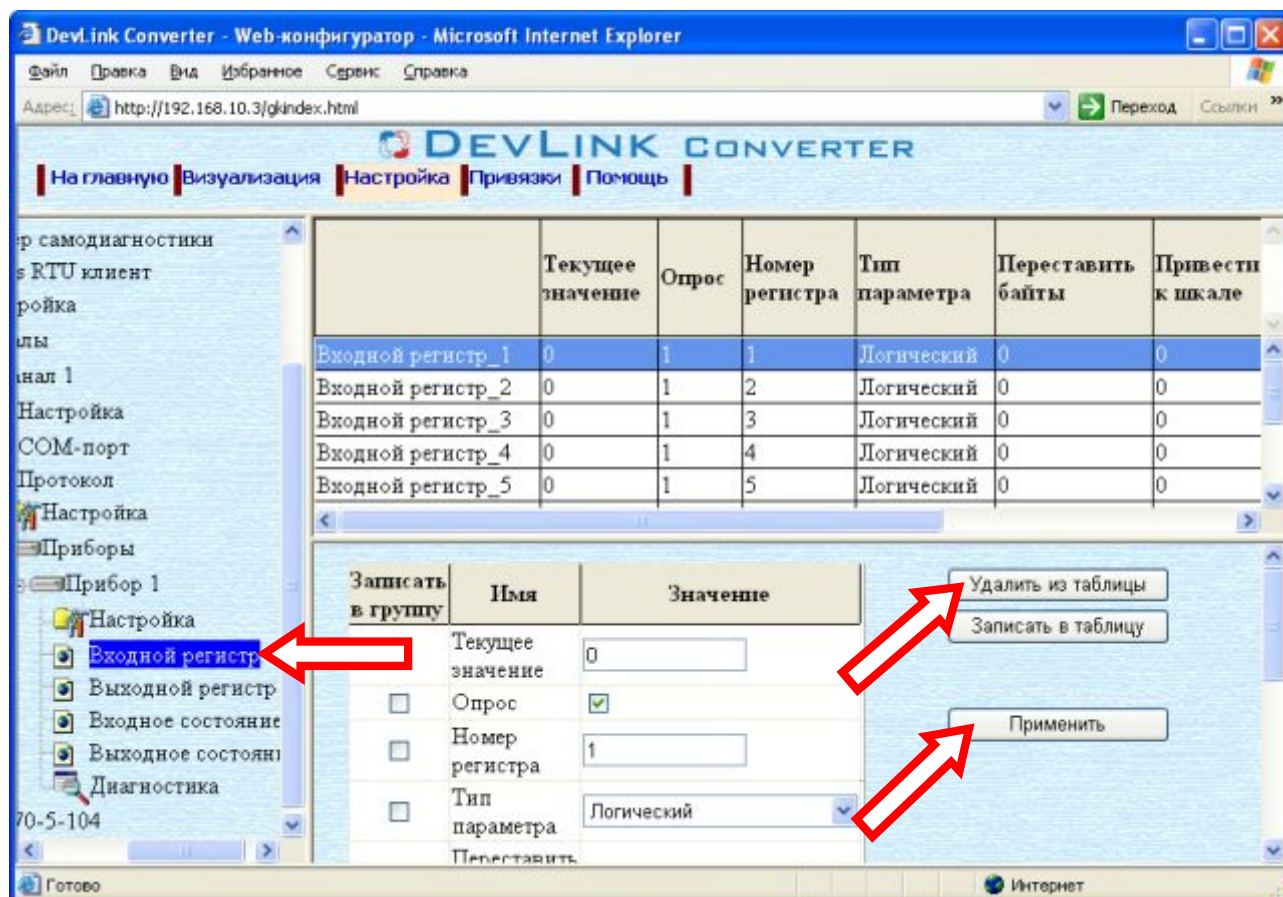 DevLink Converter - Web-конфигуратор - Microsoft Internet Explorer
Файл Правка Вид Избранное Сервис Справка
Адрес: http://192.168.10.3/gkindex.html Переход Ссылки »
DEVLINK CONVERTER
На главную Визуализация Настройка Привязки Помощь
ер самодиагностики
s RTU клиент
ройка
алы
анал 1
Настройка
COM-порт
Протокол
Настройка
Приборы
Прибор 1
Настройка
Входной регистр
Выходной регистр
Входное состояние
Выходное состояни
Диагностика
70-5-104
Текущее значение Опрос Номер регистра Тип параметра Переставить байты Привести к шкале
Входной регистр_1 0 1 1 Логический 0 0
Входной регистр_2 0 1 2 Логический 0 0
Входной регистр_3 0 1 3 Логический 0 0
Входной регистр_4 0 1 4 Логический 0 0
Входной регистр_5 0 1 5 Логический 0 0
Записать в группу Имя Значение
Текущее значение 0
Опрос
Номер регистра 1
Тип параметра Логический
Переставить
Удалить из таблицы
Записать в таблицу
Применить
Готово Интернет